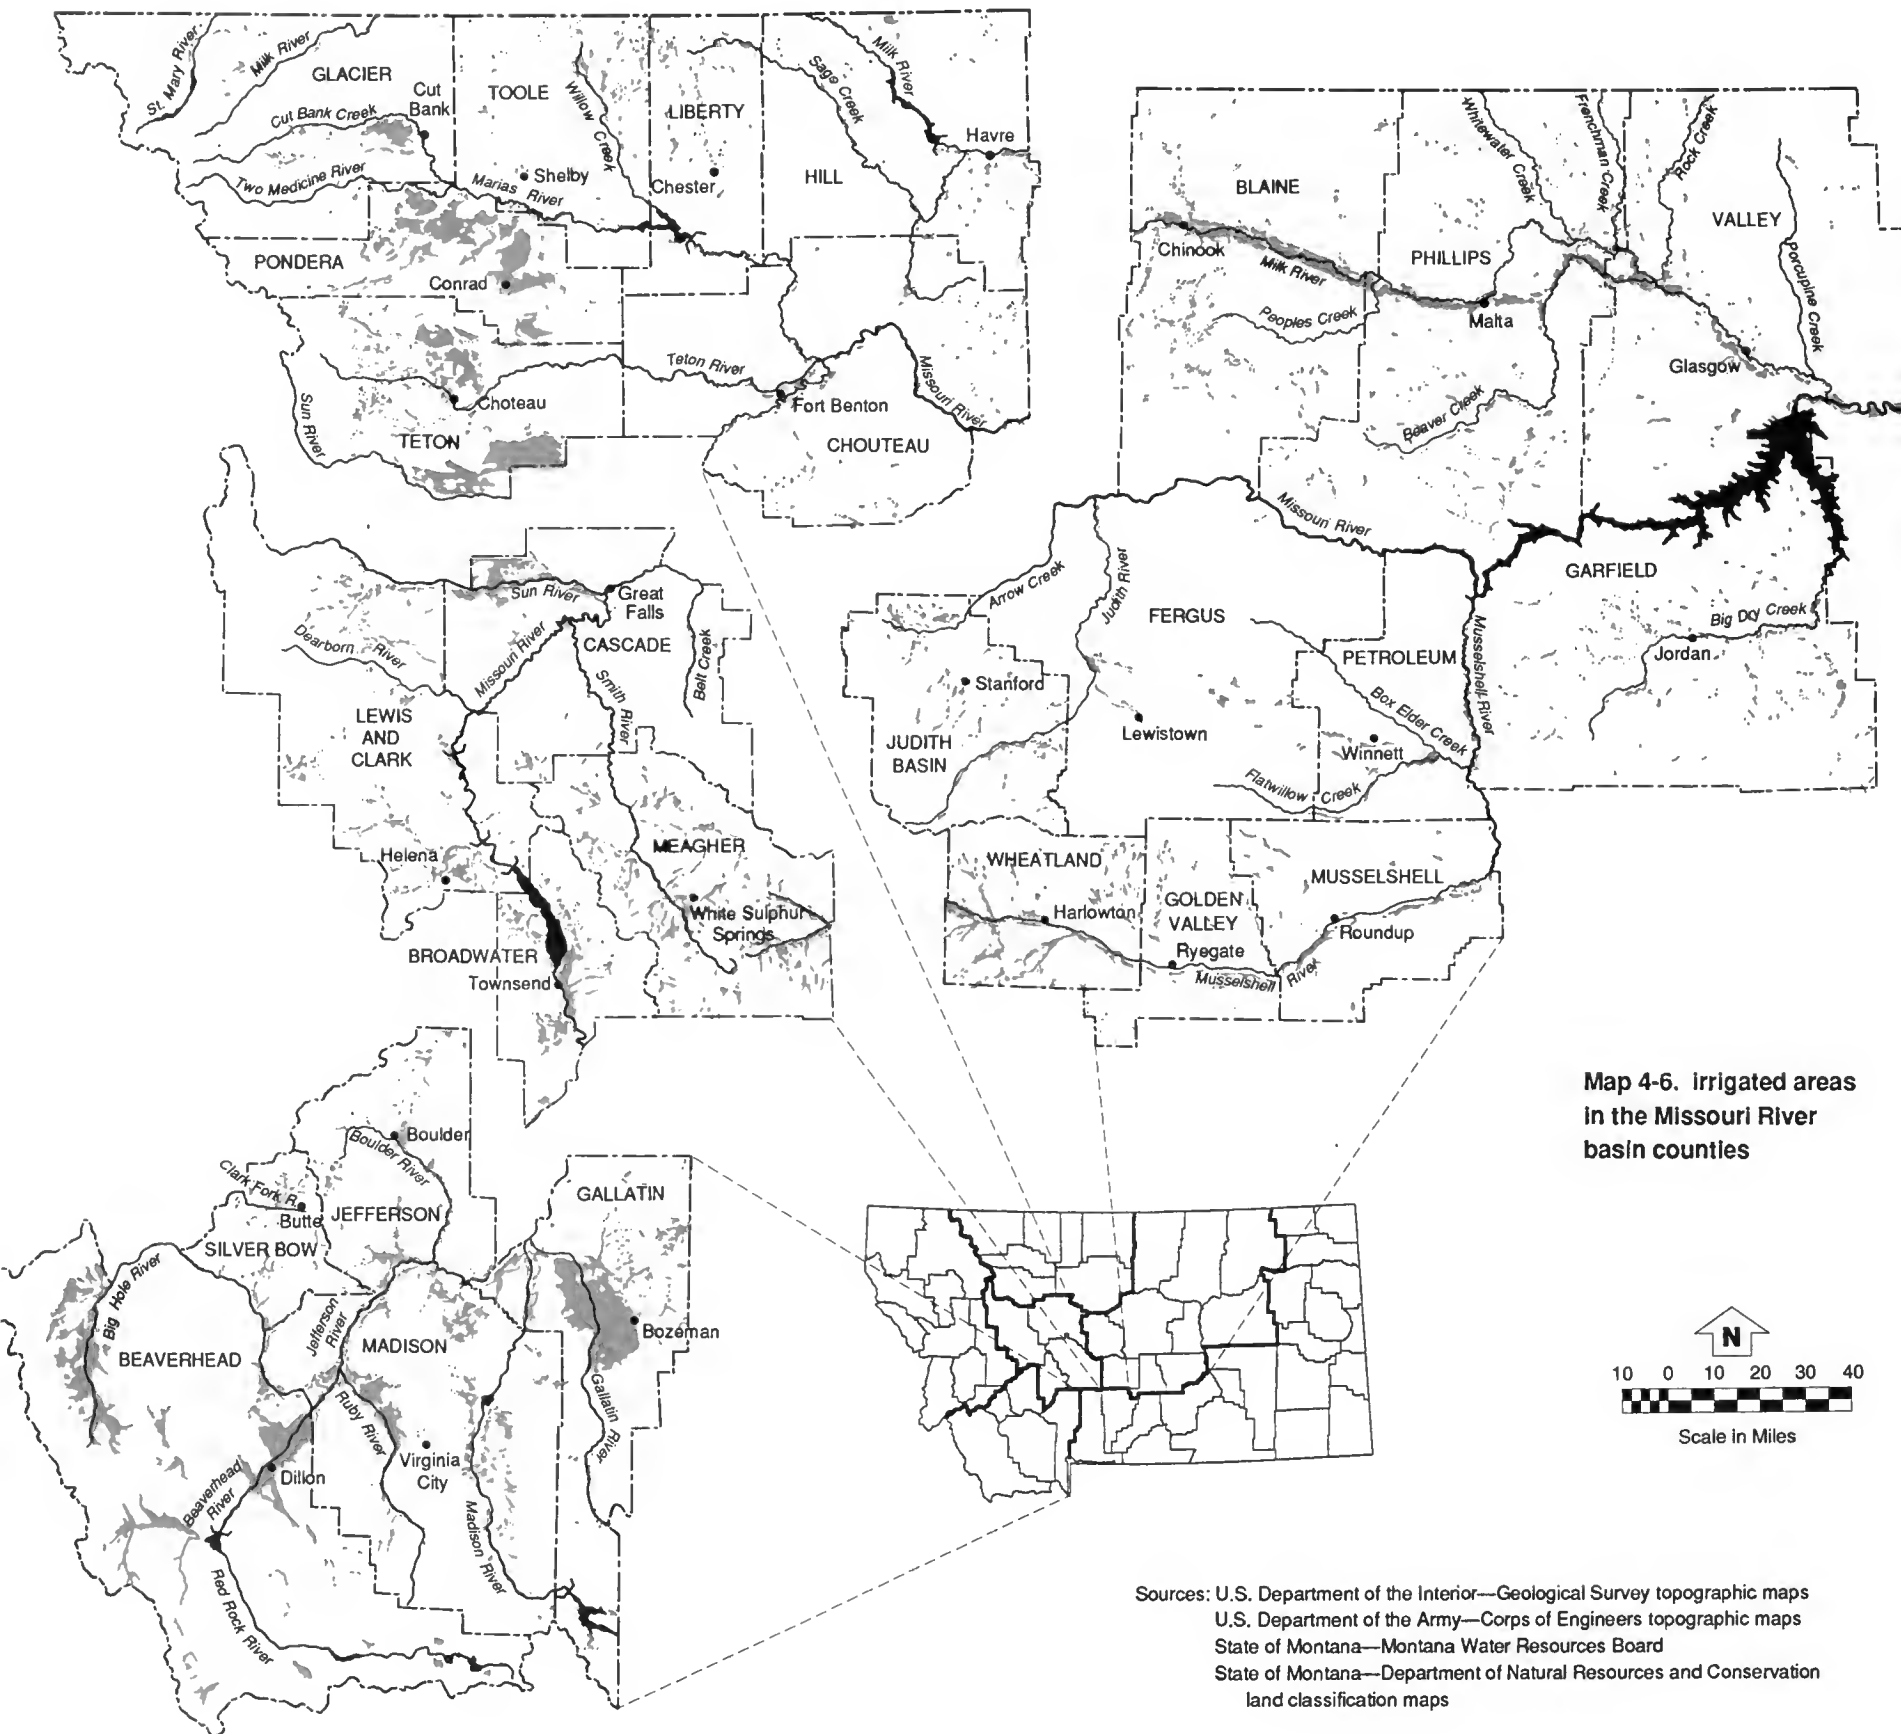 St. Mary River
Milk River
GLACIER
Cut
Bank
Cut Bank Creek
Two Medicine River
TOOLE
Willow Creek
Shelby
Marias River
LIBERTY
Chester
Sage Creek
Milk River
Havre
HILL
PONDERA
Conrad
Teton River
Choteau
Sun River
TETON
Fort Benton
Missouri River
CHOUTEAU
BLAINE
Chinook
Milk River
Peoples Creek
Whitewater Creek
Frenchman Creek
Rock Creek
PHILLIPS
Malta
VALLEY
Porcupine Creek
Glasgow
Beaver Creek
Sun River
Great
Falls
Dearborn River
Missouri River
CASCADE
Smith River
Belt Creek
LEWIS
AND
CLARK
Helena
MEAGHER
White Sulphur
Springs
BROADWATER
Townsend
Missouri River
Arrow Creek
Judith River
FERGUS
GARFIELD
Big Dry Creek
Jordan
PETROLEUM
Musselshell River
Box Elder Creek
Stanford
Lewistown
JUDITH
BASIN
Winnett
Flatwillow Creek
WHEATLAND
Harlowton
GOLDEN
VALLEY
Ryegate
MUSSELSHELL
Roundup
Musselshell River
Map 4-6. Irrigated areas
in the Missouri River
basin counties
Boulder
Boulder River
Clark Fork R.
Butte
JEFFERSON
SILVER BOW
GALLATIN
Big Hole River
Jefferson
River
BEAVERHEAD
MADISON
Bozeman
Ruby River
Gallatin River
Virginia
City
Dillon
Beaverhead
River
Madison River
Red Rock River
N
10 0 10 20 30 40
Scale in Miles
Sources: U.S. Department of the Interior—Geological Survey topographic maps
U.S. Department of the Army—Corps of Engineers topographic maps
State of Montana—Montana Water Resources Board
State of Montana—Department of Natural Resources and Conservation
land classification maps